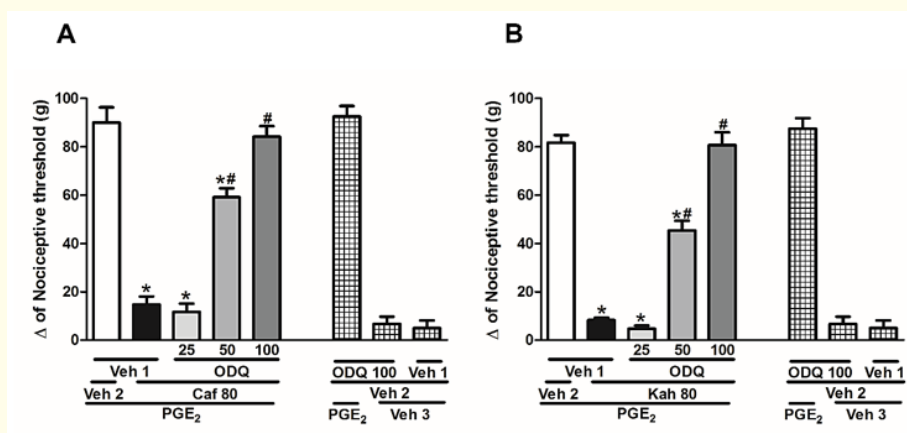 A
Δ of Nociceptive threshold (g)
100
80
60
40
20
0
*
*
*#
#
25 50 100
Veh 1 ODQ
Veh 2 Caf 80
PGE₂
ODQ 100 Veh 1
Veh 2
PGE₂ Veh 3
B
Δ of Nociceptive threshold (g)
100
80
60
40
20
0
*
*
*#
#
25 50 100
Veh 1 ODQ
Veh 2 Kah 80
PGE₂
ODQ 100 Veh 1
Veh 2
PGE₂ Veh 3